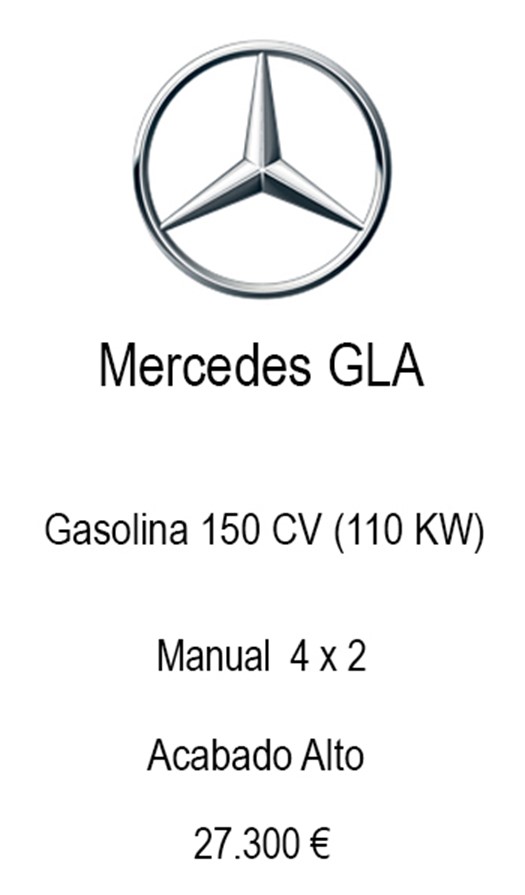 Mercedes GLA
Gasolina 150 CV (110 KW)
Manual 4 x 2
Acabado Alto
27.300 €